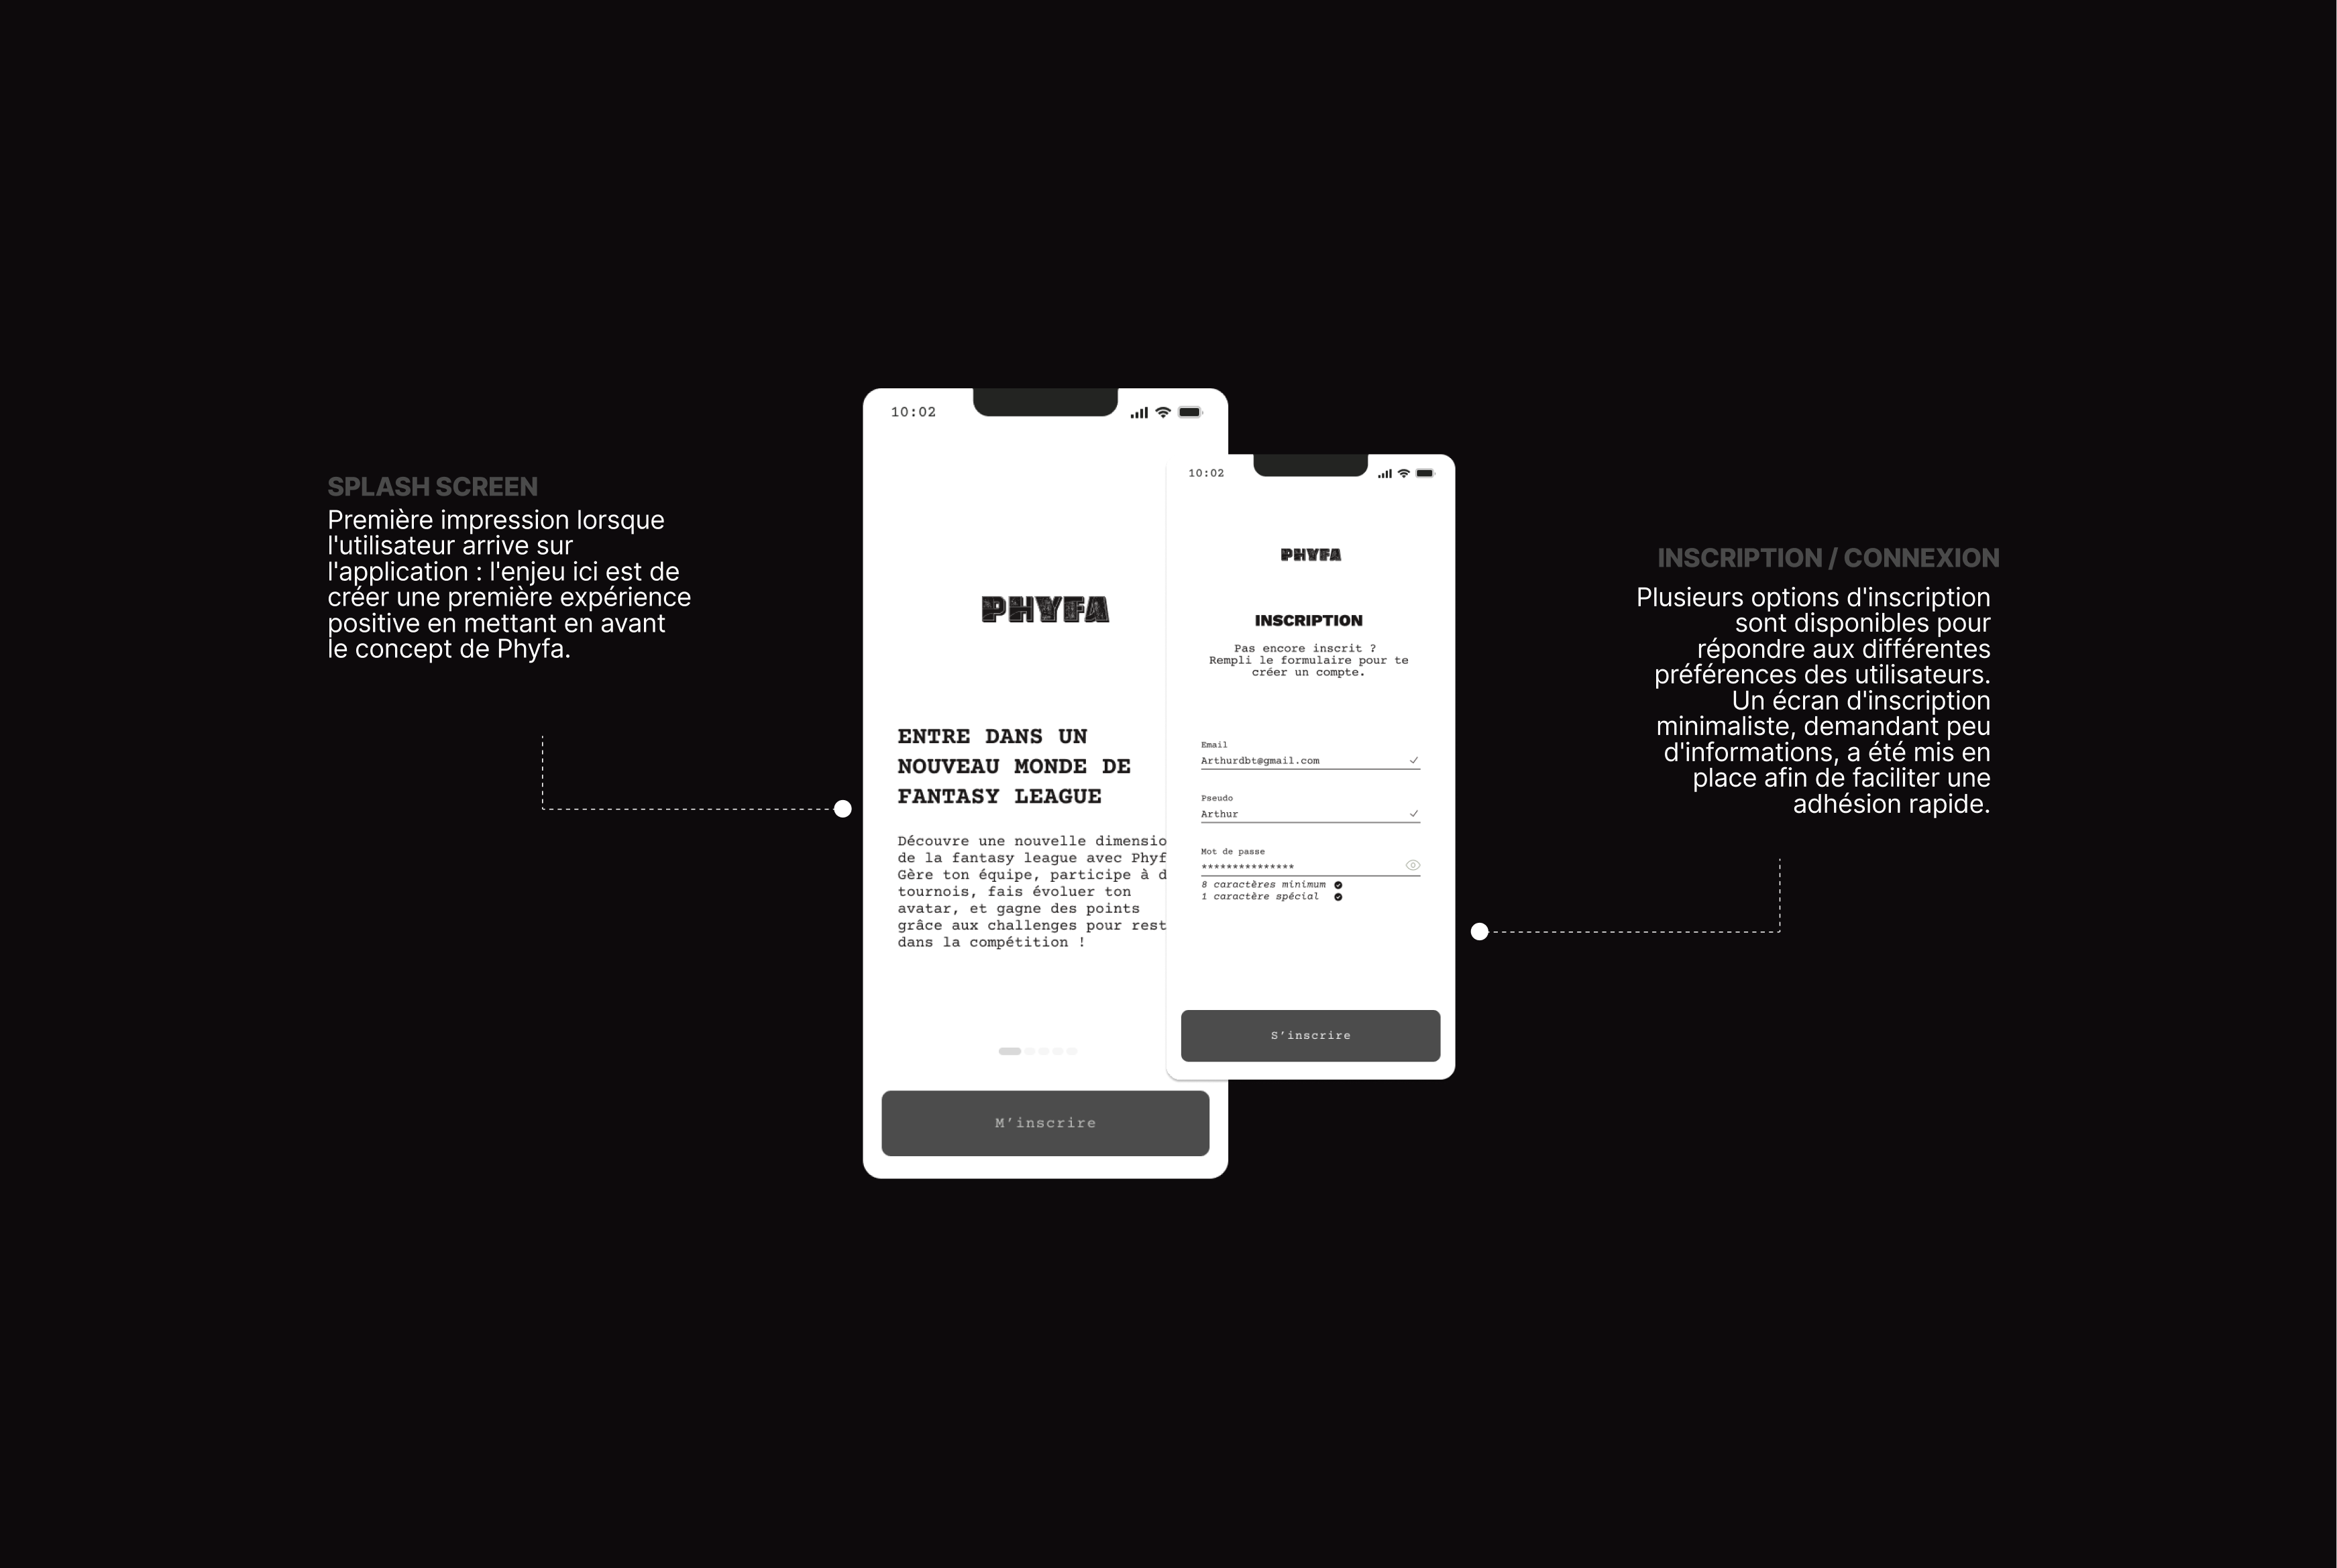 SPLASH SCREEN
Première impression lorsque
l'utilisateur arrive sur
l'application : l'enjeu ici est de
créer une première expérience
positive en mettant en avant
le concept de Phyfa.
10:02
PHYFA
ENTRE DANS UN
NOUVEAU MONDE DE
FANTASY LEAGUE
Découvre une nouvelle dimensio
de la fantasy league avec Phyf
Gère ton équipe, participe à d
tournois, fais évoluer ton
avatar, et gagne des points
grâce aux challenges pour rest
dans la compétition !
M’inscrire
10:02
PHYFA
INSCRIPTION
Pas encore inscrit ?
Rempli le formulaire pour te
créer un compte.
Email
Arthurdbt@gmail.com
Pseudo
Arthur
Mot de passe
***************
8 caractères minimum
1 caractère spécial
S’inscrire
INSCRIPTION / CONNEXION
Plusieurs options d'inscription
sont disponibles pour
répondre aux différentes
préférences des utilisateurs.
Un écran d'inscription
minimaliste, demandant peu
d'informations, a été mis en
place afin de faciliter une
adhésion rapide.